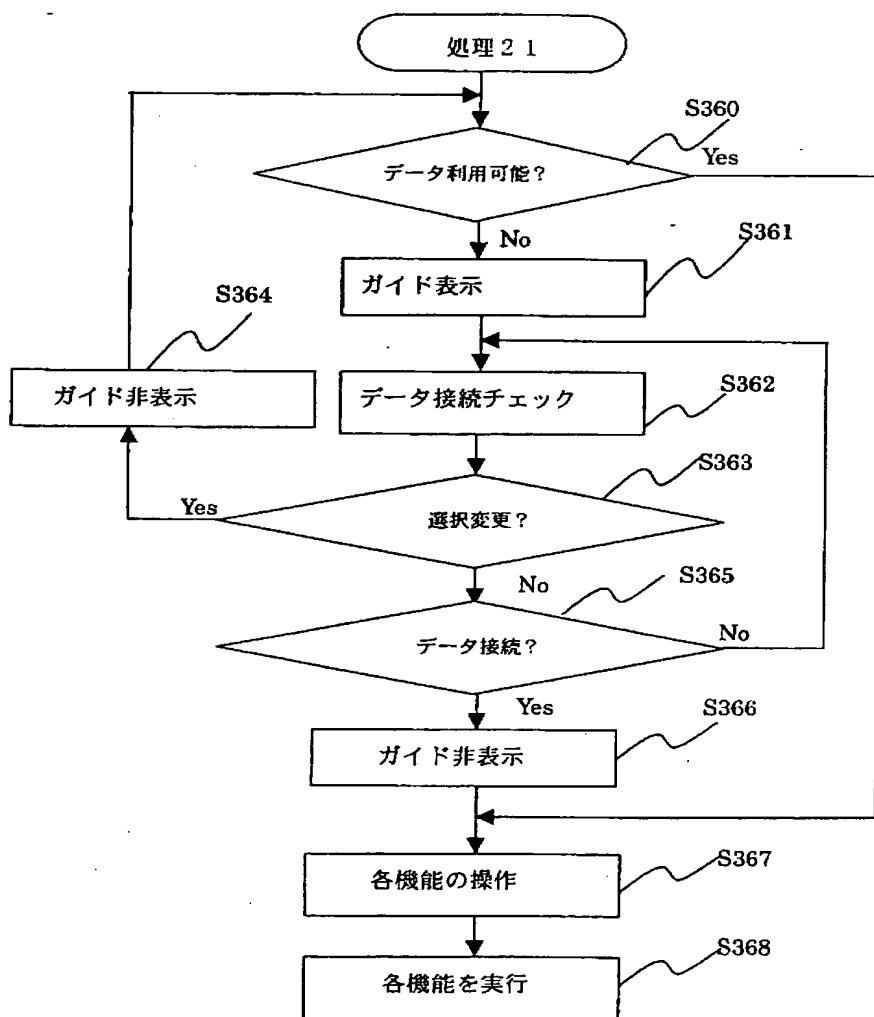 処理２１
S360
データ利用可能？
Yes
No
S361
ガイド表示
S364
ガイド非表示
データ接続チェック
S362
S363
Yes
選択変更？
No
S365
データ接続？
No
Yes
S366
ガイド非表示
各機能の操作
S367
S368
各機能を実行